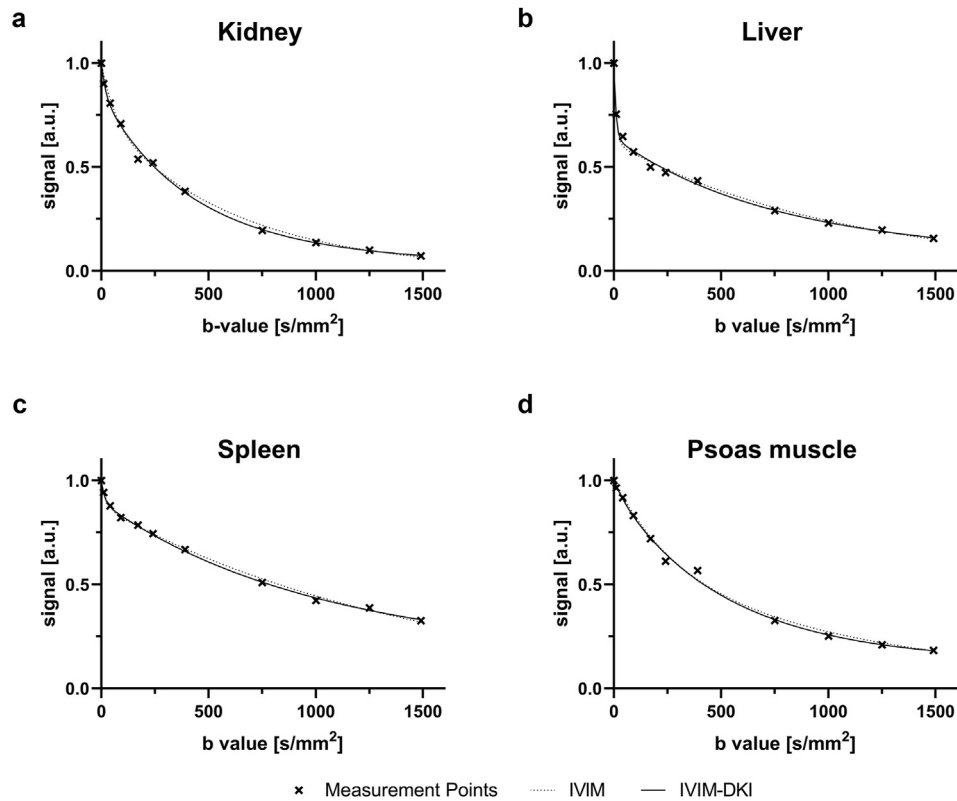 a
Kidney
signal [a.u.]
1.0
0.5
0.0
0 500 1000 1500
b-value [s/mm²]
b
Liver
signal [a.u.]
1.0
0.5
0.0
0 500 1000 1500
b value [s/mm²]
c
Spleen
signal [a.u.]
1.0
0.5
0.0
0 500 1000 1500
b value [s/mm²]
d
Psoas muscle
signal [a.u.]
1.0
0.5
0.0
0 500 1000 1500
b value [s/mm²]
Measurement Points IVIM IVIM-DKI